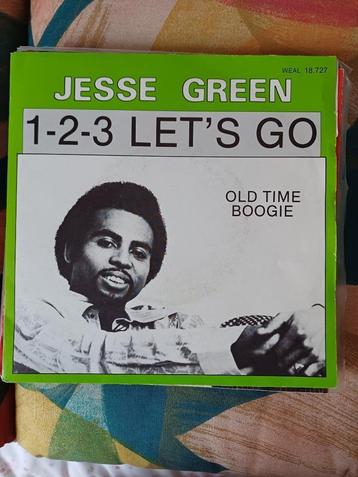 WEAL 18.727
JESSE GREEN
1-2-3 LET'S GO
OLD TIME
BOOGIE